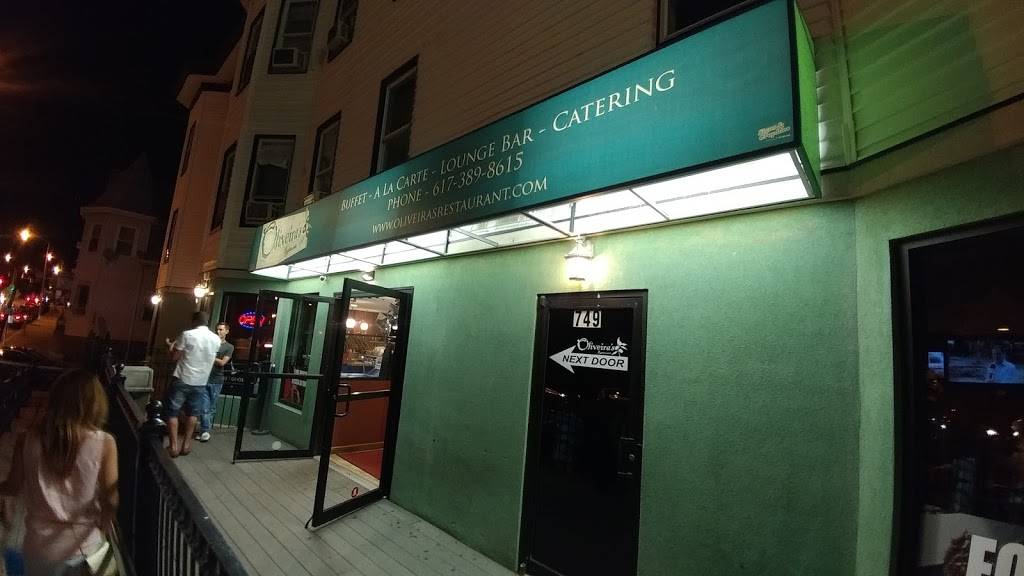 BUFFET - A LA CARTE - LOUNGE BAR - CATERING
PHONE - 617-389-8615
WWW.OLIVEIRASRESTAURANT.COM
Oliveira's
OPEN
749
Oliveira's
NEXT DOOR